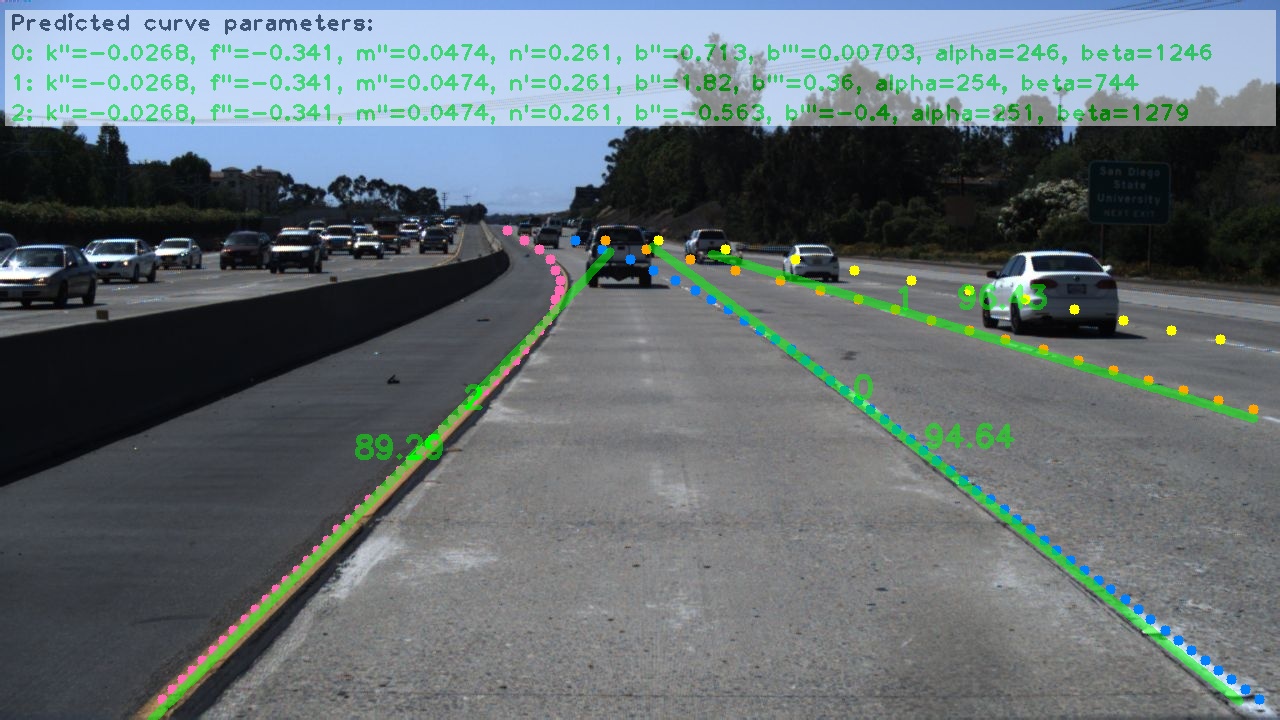 Predicted curve parameters:
0: k''=-0.0268, f''=-0.341, m''=0.0474, n'=0.261, b''=0.713, b'''=0.00703, alpha=246, beta=1246
1: k''=-0.0268, f''=-0.341, m''=0.0474, n'=0.261, b''=1.82, b'''=0.36, alpha=254, beta=744
2: k''=-0.0268, f''=-0.341, m''=0.0474, n'=0.261, b''=-0.563, b'''=-0.4, alpha=251, beta=1279
San Diego
State
University
1
2
0
89.29
94.64